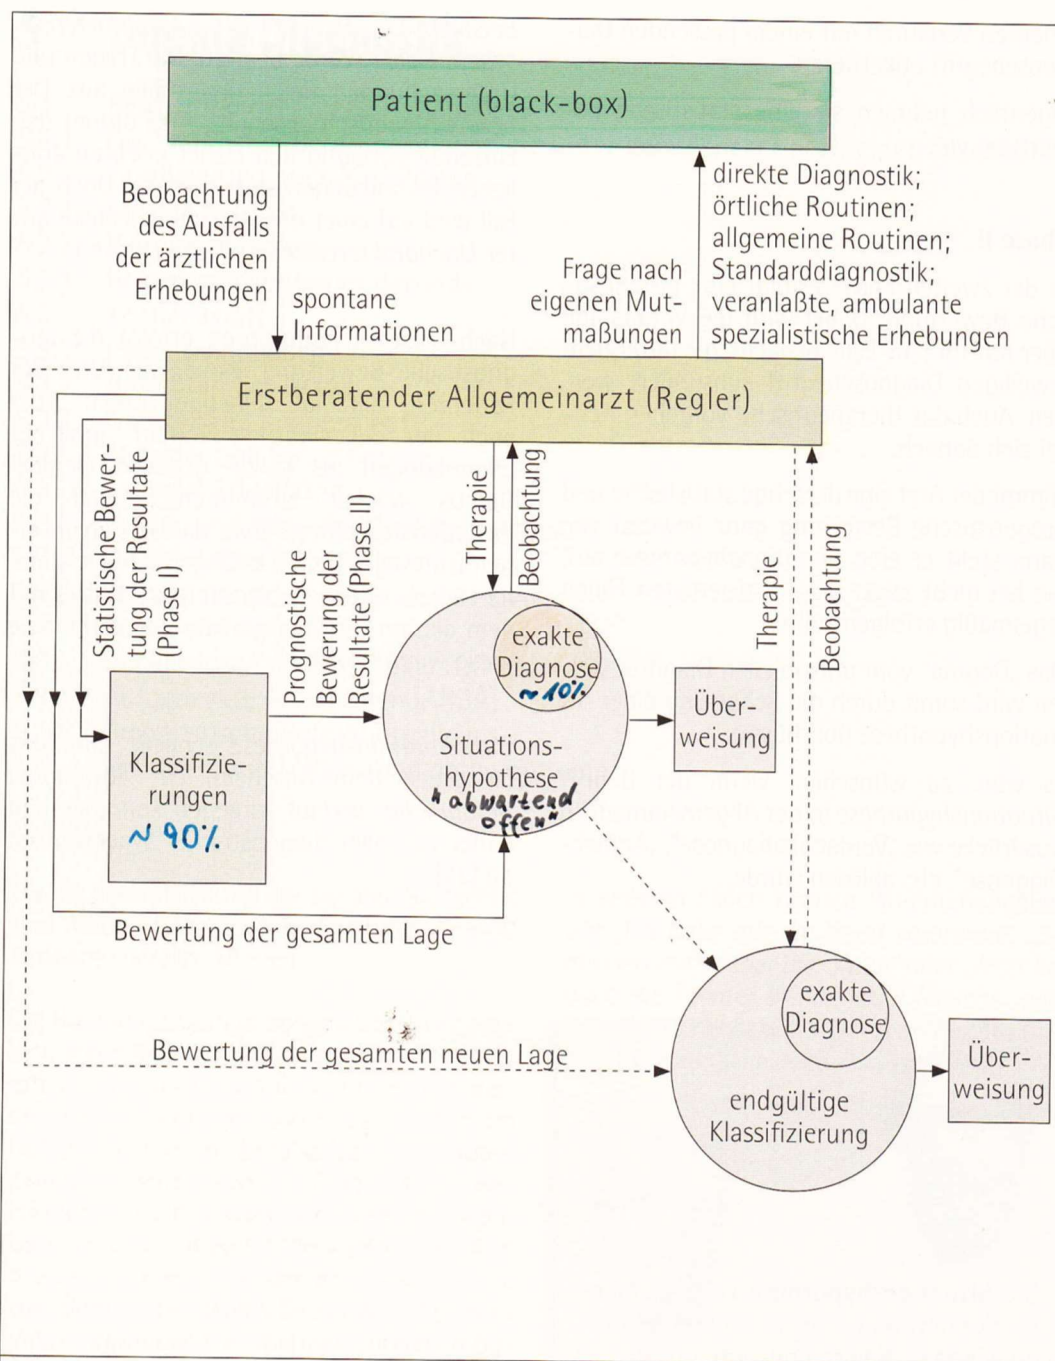 Patient (black-box)
Beobachtung
des Ausfalls
der ärztlichen
Erhebungen
spontane
Informationen
Frage nach
eigenen Mut-
maßungen
direkte Diagnostik;
örtliche Routinen;
allgemeine Routinen;
Standarddiagnostik;
veranlaßte, ambulante
spezialistische Erhebungen
Erstberatender Allgemeinarzt (Regler)
Statistische Bewer-
tung der Resultate
(Phase I)
Prognostische
Bewerung der
Resultate (Phase II)
Therapie
Beobachtung
Therapie
Beobachtung
Klassifizie-
rungen
~ 90%
exakte
Diagnose
~10%
Situations-
hypothese
"abwartend
offen"
Über-
weisung
Bewertung der gesamten Lage
Bewertung der gesamten neuen Lage
exakte
Diagnose
endgültige
Klassifizierung
Über-
weisung